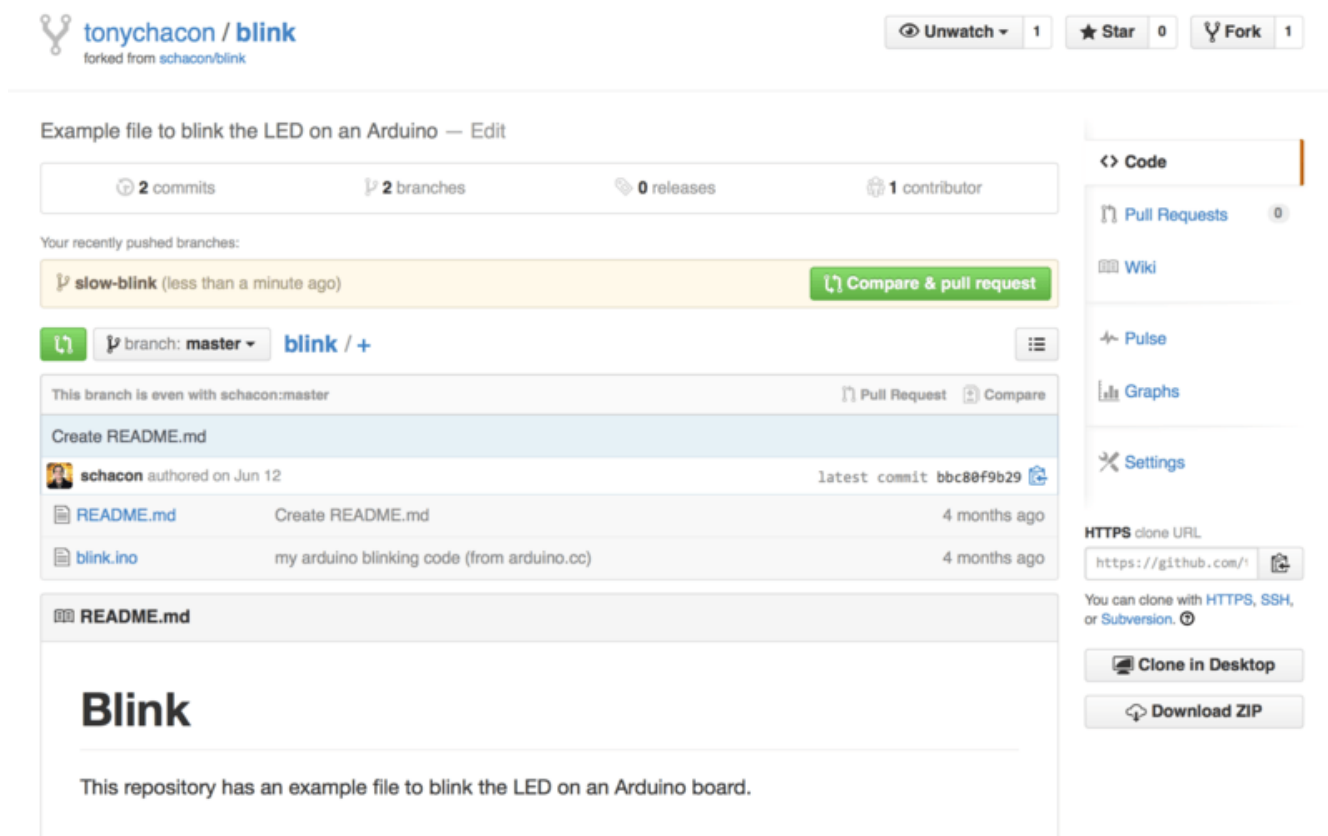 tonychacon / blink
forked from schacon/blink
Unwatch 1 Star 0 Fork 1
Example file to blink the LED on an Arduino — Edit
2 commits 2 branches 0 releases 1 contributor
Your recently pushed branches:
slow-blink (less than a minute ago) Compare & pull request
branch: master blink / +
This branch is even with schacon:master Pull Request Compare
Create README.md
schacon authored on Jun 12 latest commit bbc80f9b29
README.md Create README.md 4 months ago
blink.ino my arduino blinking code (from arduino.cc) 4 months ago
README.md
Blink
This repository has an example file to blink the LED on an Arduino board.
Code
Pull Requests 0
Wiki
Pulse
Graphs
Settings
HTTPS clone URL
https://github.com/
You can clone with HTTPS, SSH,
or Subversion.
Clone in Desktop
Download ZIP